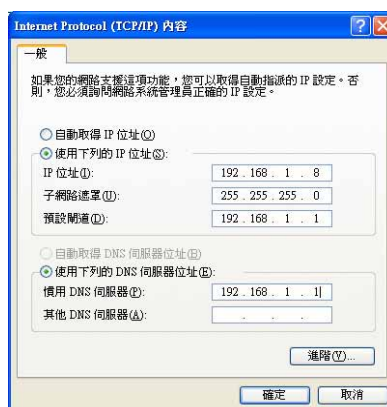 Internet Protocol (TCP/IP) 內容
一般
如果您的網路支援這項功能，您可以取得自動指派的 IP 設定。否
則，您必須詢問網路系統管理員正確的 IP 設定。
自動取得 IP 位址(O)
使用下列的 IP 位址(S):
IP 位址(I): 192 . 168 . 1 . 8
子網路遮罩(U): 255 . 255 . 255 . 0
預設閘道(D): 192 . 168 . 1 . 1
自動取得 DNS 伺服器位址(B)
使用下列的 DNS 伺服器位址(E):
慣用 DNS 伺服器(P): 192 . 168 . 1 . 1
其他 DNS 伺服器(A): . . .
進階(V)...
確定 取消